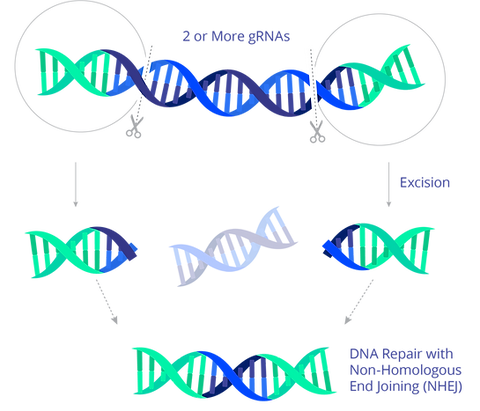 2 or More gRNAs
Excision
DNA Repair with
Non-Homologous
End Joining (NHEJ)